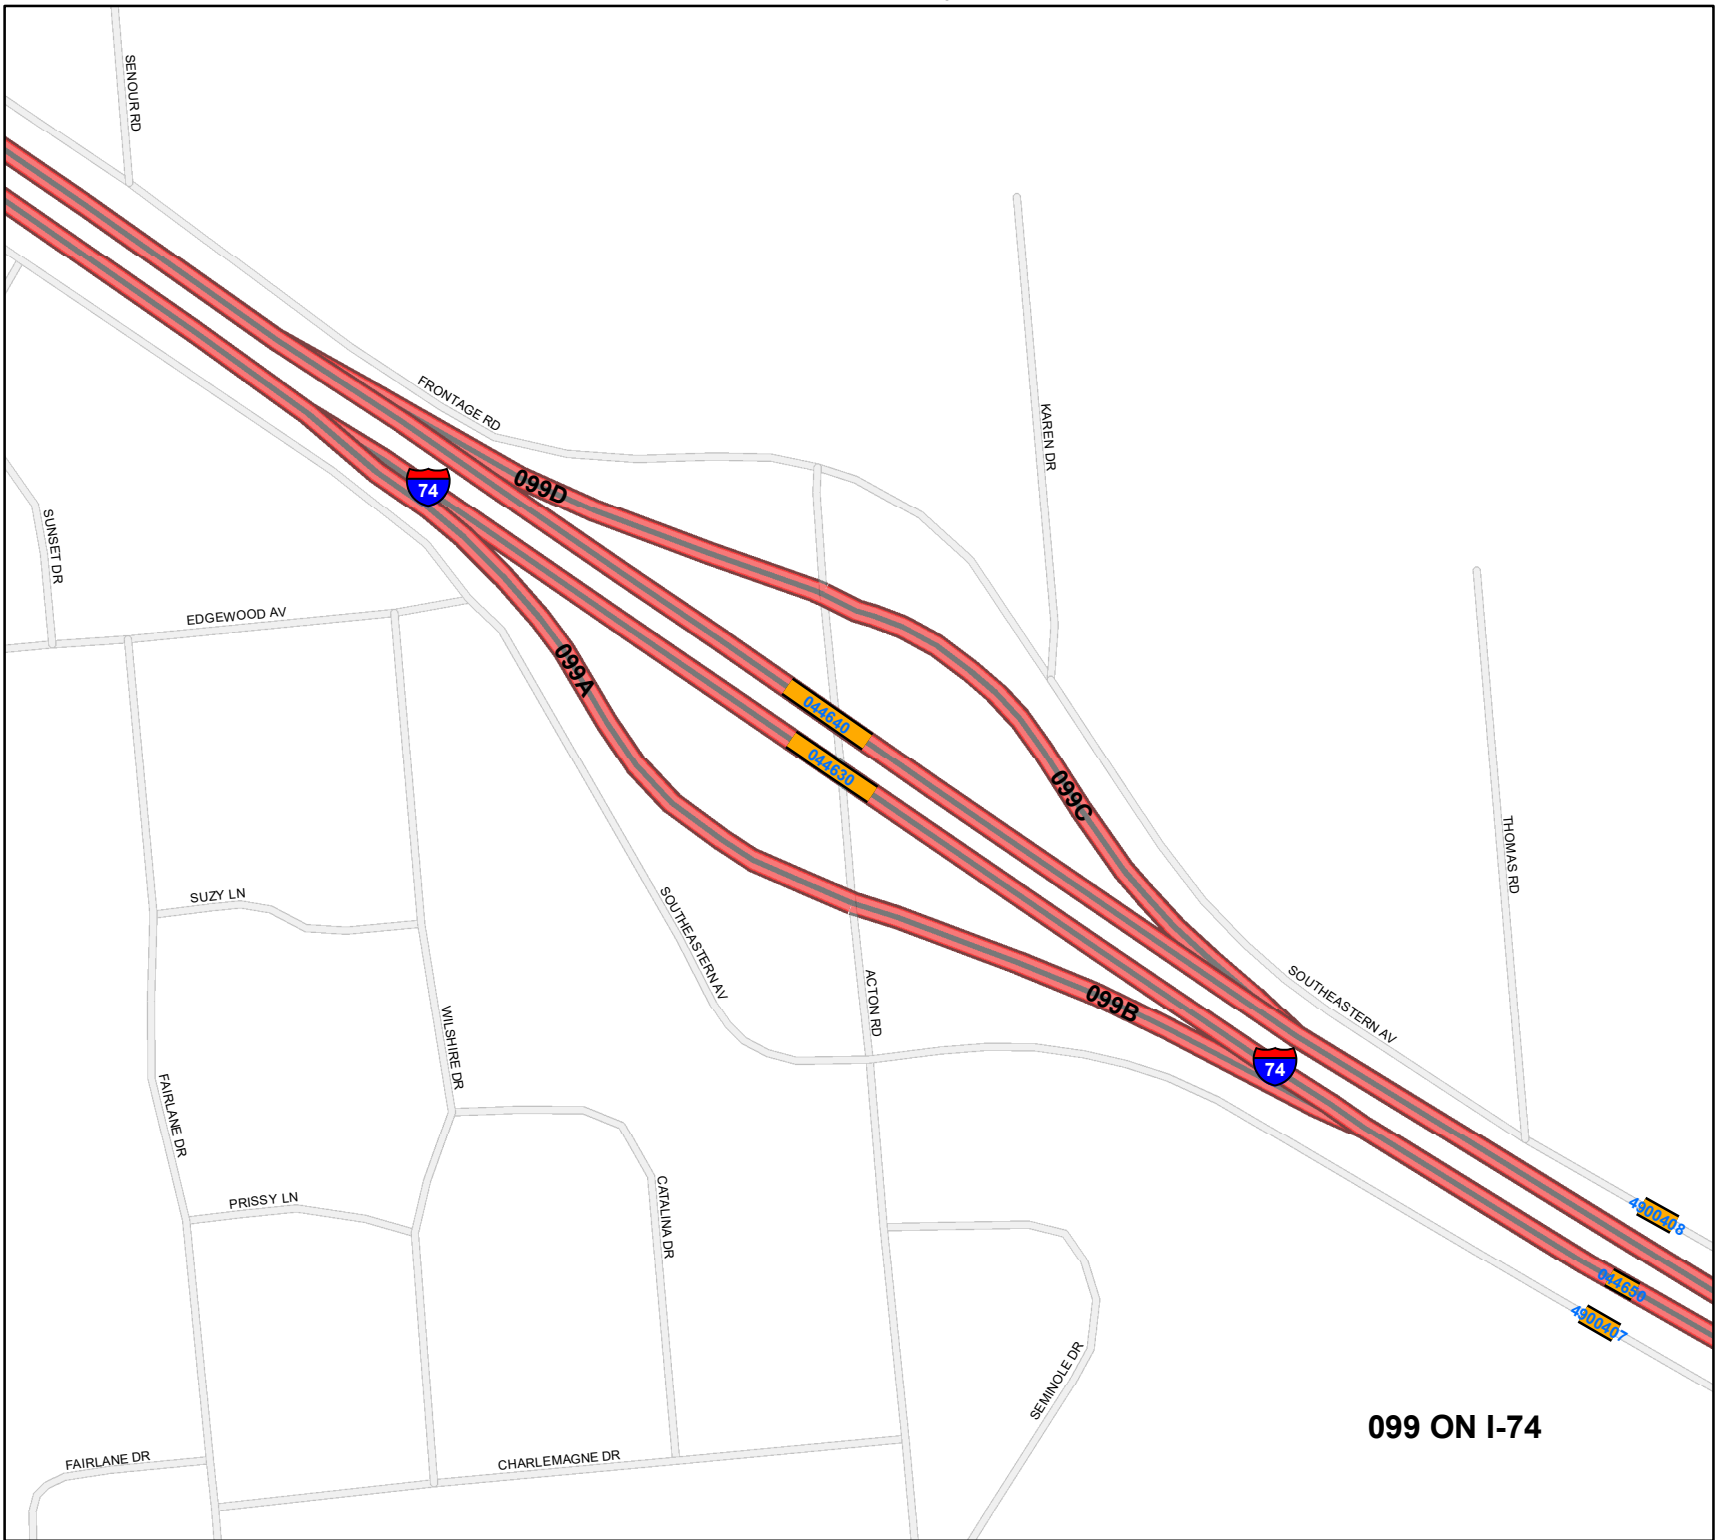 SENOUR RD
FRONTAGE RD
KAREN DR
099D
74
SUNSET DR
EDGEWOOD AV
099A
044640
044630
099C
THOMAS RD
SUZY LN
SOUTHEASTERN AV
ACTON RD
099B
SOUTHEASTERN AV
WILSHIRE DR
74
FAIRLANE DR
PRISSY LN
CATALINA DR
4900408
044650
4900407
SEMINOLE DR
099 ON I-74
FAIRLANE DR
CHARLEMAGNE DR